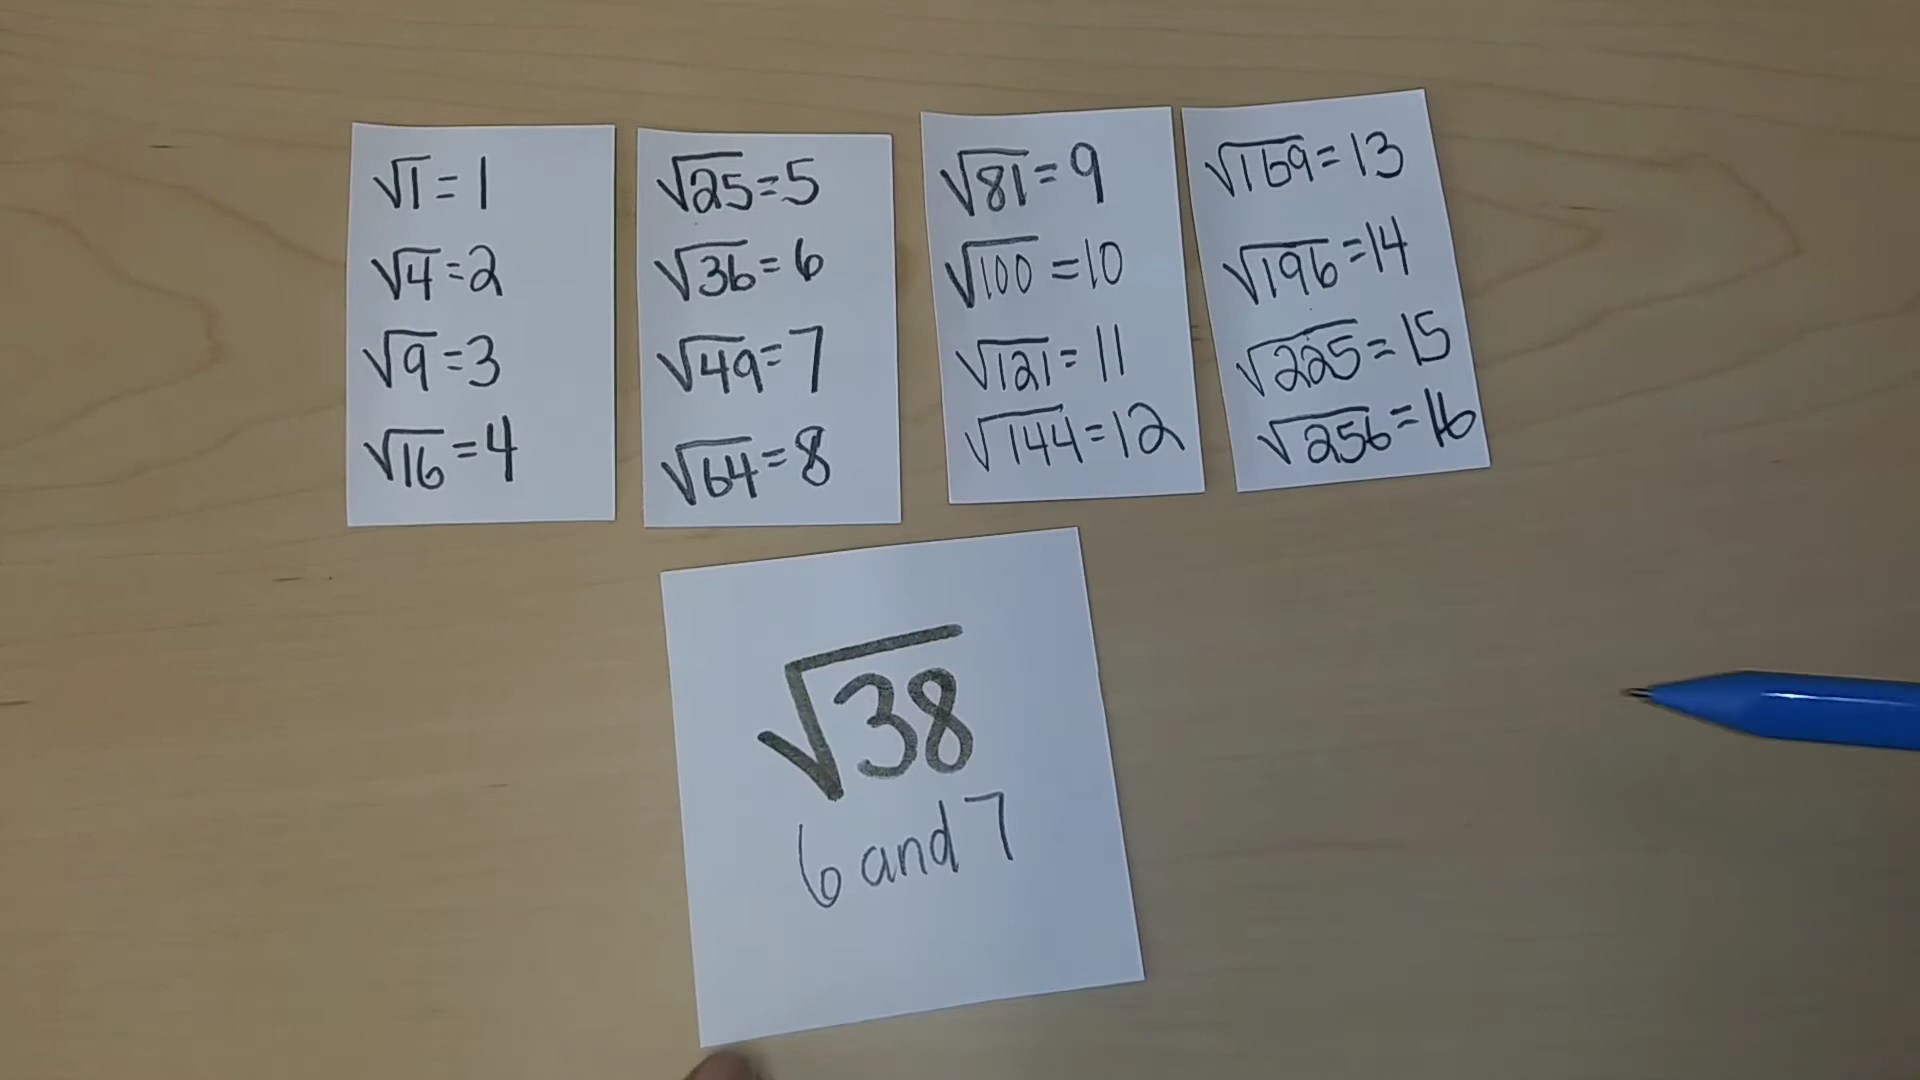 √1 = 1
√4 = 2
√9 = 3
√16 = 4
√25 = 5
√36 = 6
√49 = 7
√64 = 8
√81 = 9
√100 = 10
√121 = 11
√144 = 12
√169 = 13
√196 = 14
√225 = 15
√256 = 16
√38
6 and 7